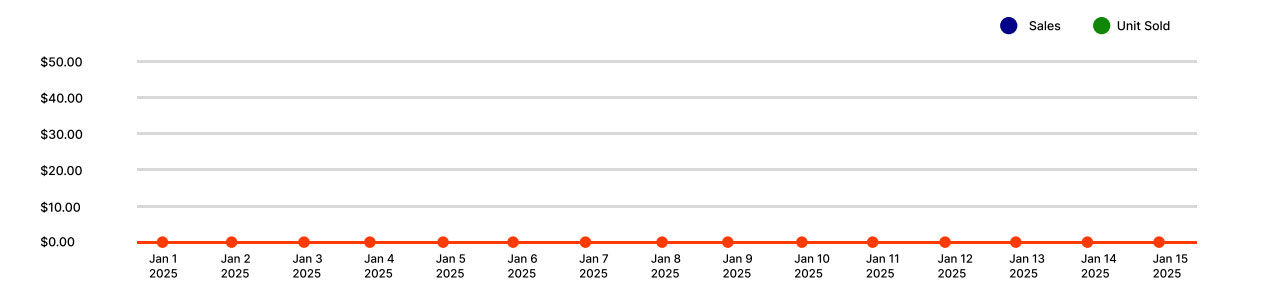 Sales
Unit Sold
$50.00
$40.00
$30.00
$20.00
$10.00
$0.00
Jan 1
2025
Jan 2
2025
Jan 3
2025
Jan 4
2025
Jan 5
2025
Jan 6
2025
Jan 7
2025
Jan 8
2025
Jan 9
2025
Jan 10
2025
Jan 11
2025
Jan 12
2025
Jan 13
2025
Jan 14
2025
Jan 15
2025